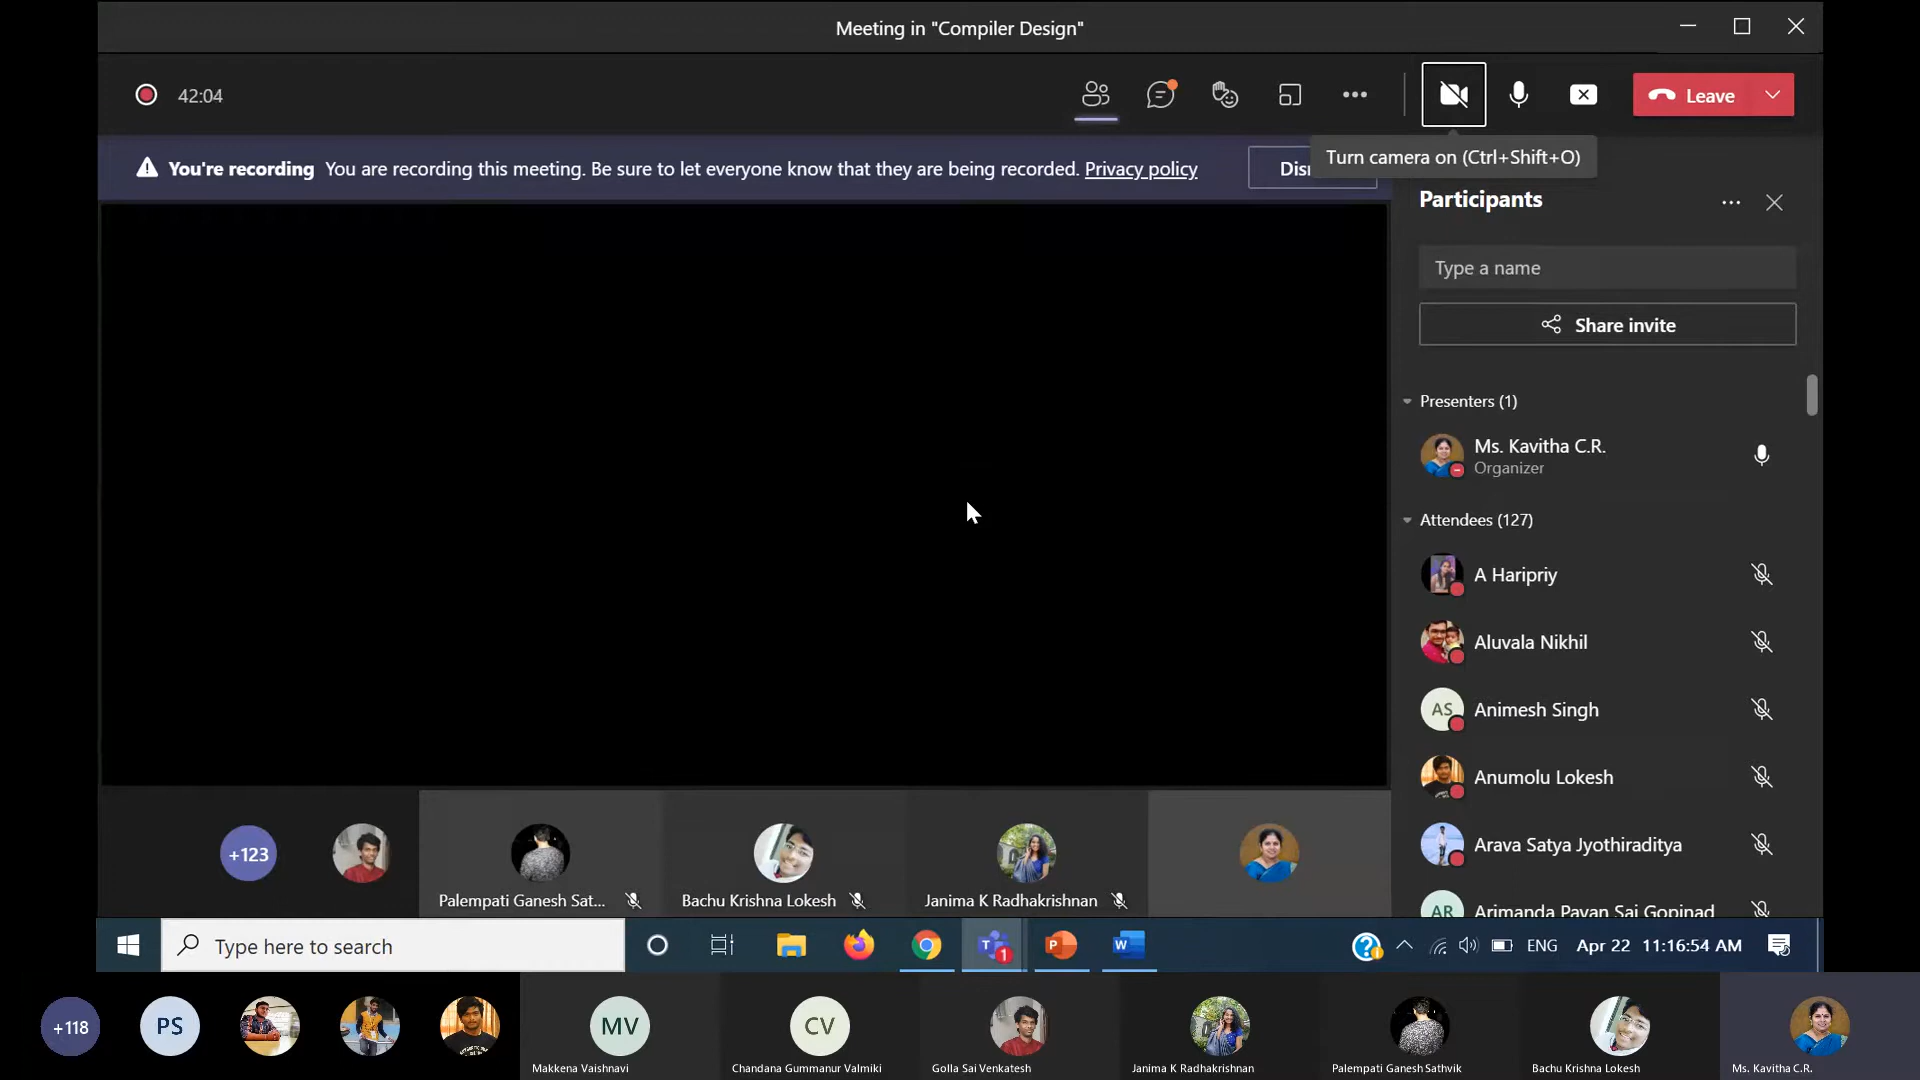 Meeting in "Compiler Design"
42:04
Leave
You're recording You are recording this meeting. Be sure to let everyone know that they are being recorded. Privacy policy
Turn camera on (Ctrl+Shift+O)
Participants
Type a name
Share invite
Presenters (1)
Ms. Kavitha C.R.
Organizer
Attendees (127)
A Haripriy
Aluvala Nikhil
AS Animesh Singh
Anumolu Lokesh
Arava Satya Jyothiraditya
AR Arimanda Pavan Sai Gopinad
+123
Palempati Ganesh Sat...
Bachu Krishna Lokesh
Janima K Radhakrishnan
Type here to search
T 1
P
W
ENG
Apr 22 11:16:54 AM
+118
PS
MV
CV
Makkena Vaishnavi
Chandana Gummanur Valmiki
Golla Sai Venkatesh
Janima K Radhakrishnan
Palempati Ganesh Sathvik
Bachu Krishna Lokesh
Ms. Kavitha C.R.